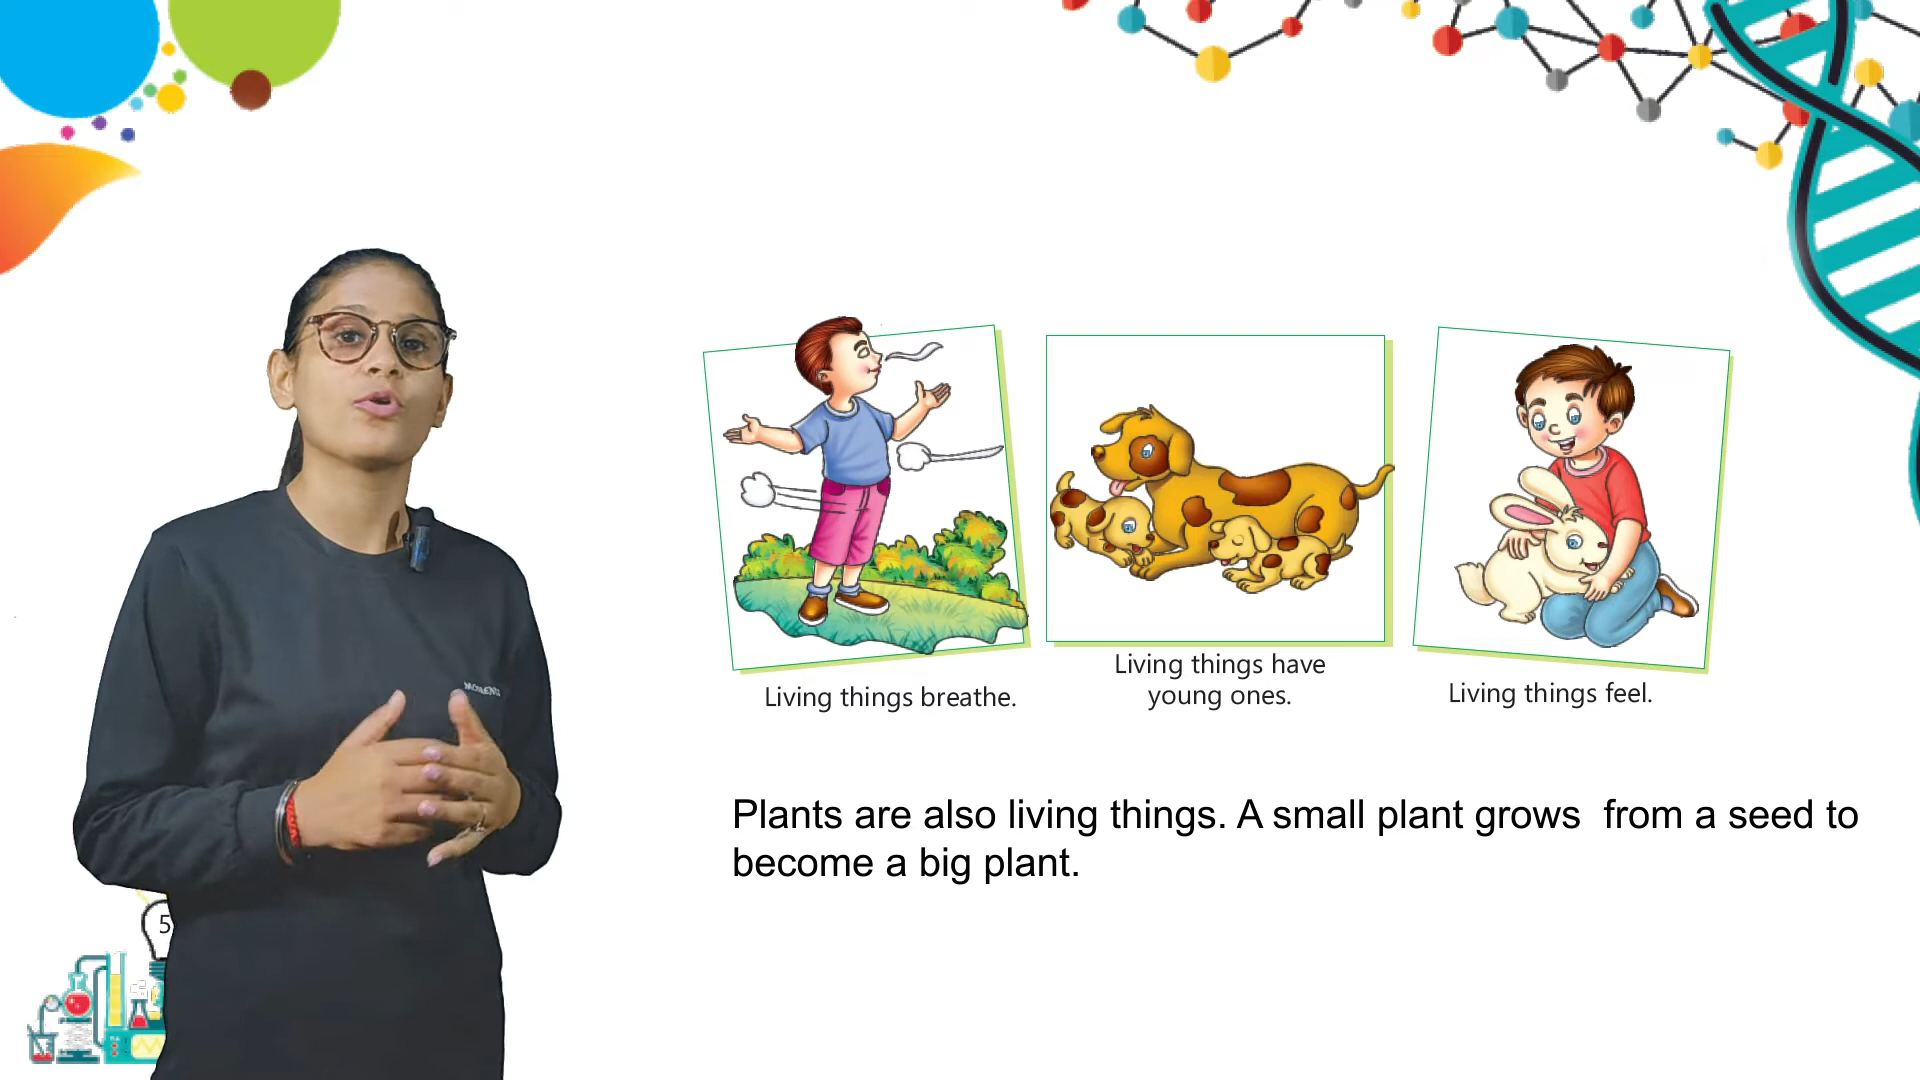 Living things breathe.
Living things have
young ones.
Living things feel.
Plants are also living things. A small plant grows  from a seed to
become a big plant.
5